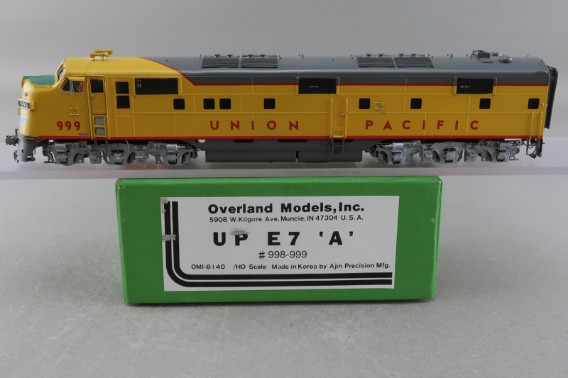 999 UNION PACIFIC
Overland Models, Inc.
5908 W. Kilgore Ave. Muncie, IN 47304 U.S.A.
UP E7 'A'
# 998-999
OMI-6140 /HO Scale Made in Korea by Ajin Precision Mfg.